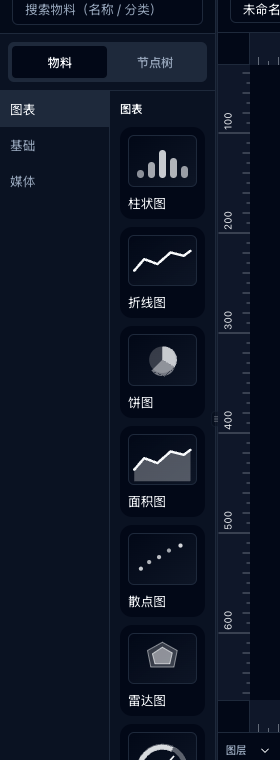 搜索物料（名称 / 分类）
未命名
物料
节点树
图表
基础
媒体
图表
柱状图
折线图
饼图
面积图
散点图
雷达图
100
200
300
400
500
600
图层